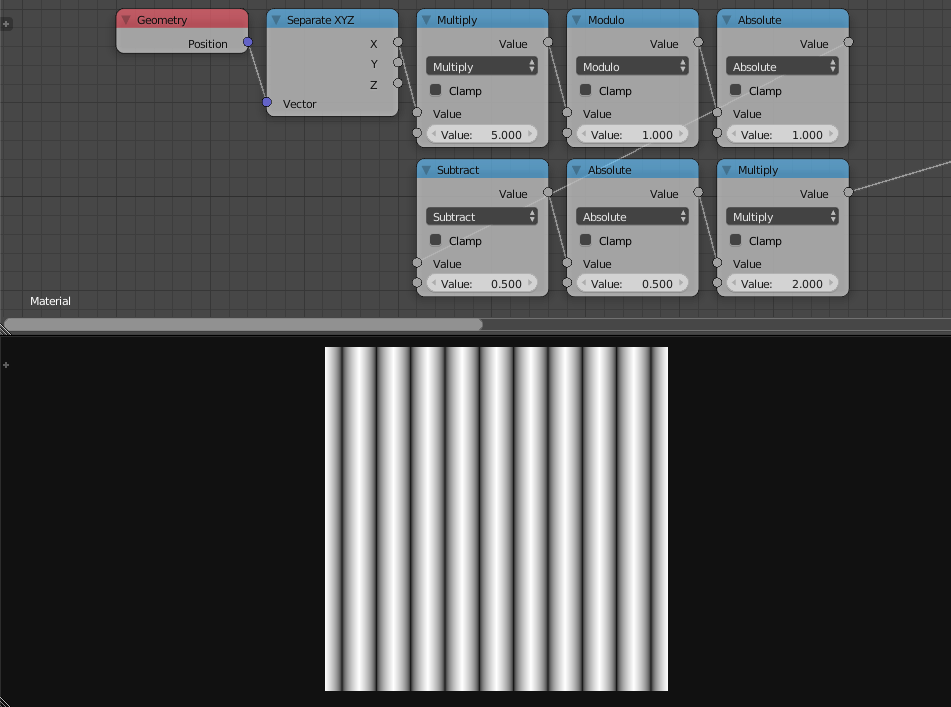 Geometry
Position
Separate XYZ
X
Y
Z
Vector
Multiply
Value
Multiply
Clamp
Value
Value: 5.000
Modulo
Value
Modulo
Clamp
Value
Value: 1.000
Absolute
Value
Absolute
Clamp
Value
Value: 1.000
Subtract
Value
Subtract
Clamp
Value
Value: 0.500
Absolute
Value
Absolute
Clamp
Value
Value: 0.500
Multiply
Value
Multiply
Clamp
Value
Value: 2.000
Material